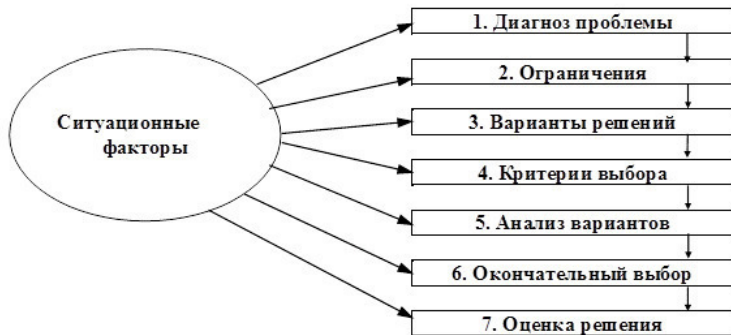 Ситуационные
факторы
1. Диагноз проблемы
2. Ограничения
3. Варианты решений
4. Критерии выбора
5. Анализ вариантов
6. Окончательный выбор
7. Оценка решения